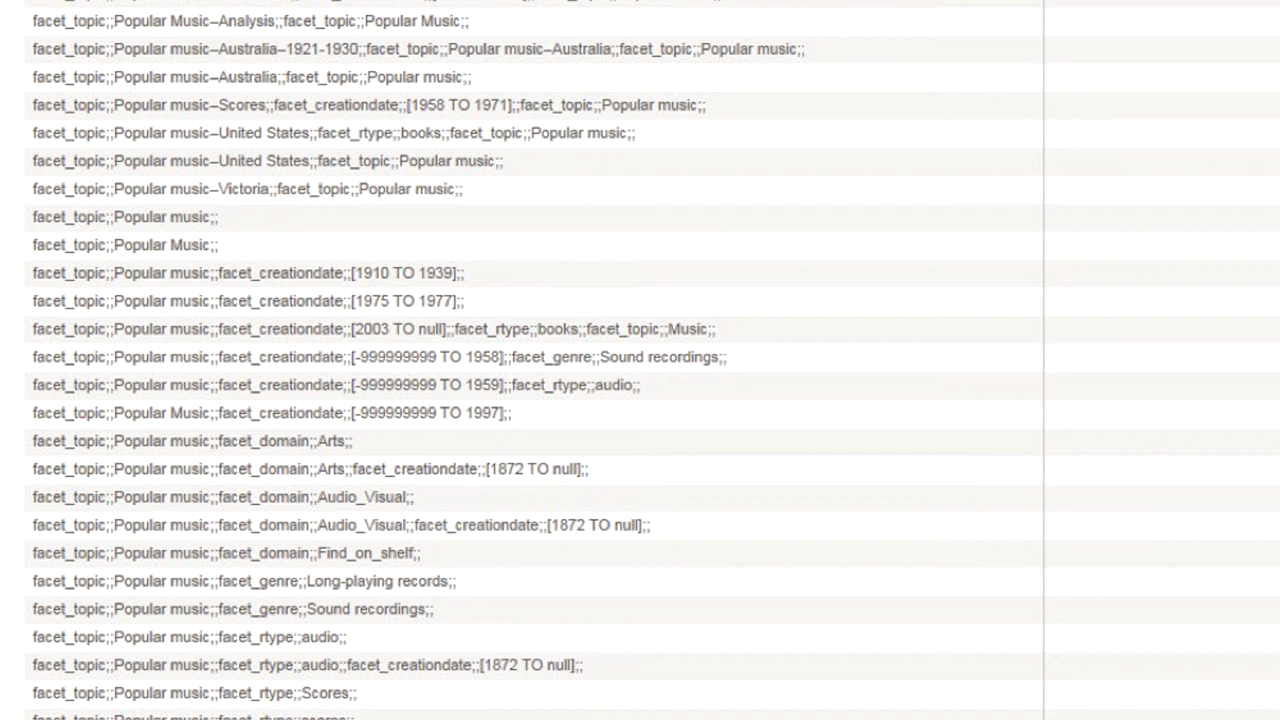 facet_topic;;Popular Music–Analysis;;facet_topic;;Popular Music;;
facet_topic;;Popular music–Australia–1921-1930;;facet_topic;;Popular music–Australia;;facet_topic;;Popular music;;
facet_topic;;Popular music–Australia;;facet_topic;;Popular music;;
facet_topic;;Popular music–Scores;;facet_creationdate;;[1958 TO 1971];;facet_topic;;Popular music;;
facet_topic;;Popular music–United States;;facet_rtype;;books;;facet_topic;;Popular music;;
facet_topic;;Popular music–United States;;facet_topic;;Popular music;;
facet_topic;;Popular music–Victoria;;facet_topic;;Popular music;;
facet_topic;;Popular music;;
facet_topic;;Popular Music;;
facet_topic;;Popular music;;facet_creationdate;;[1910 TO 1939];;
facet_topic;;Popular music;;facet_creationdate;;[1975 TO 1977];;
facet_topic;;Popular music;;facet_creationdate;;[2003 TO null];;facet_rtype;;books;;facet_topic;;Music;;
facet_topic;;Popular music;;facet_creationdate;;[-999999999 TO 1958];;facet_genre;;Sound recordings;;
facet_topic;;Popular music;;facet_creationdate;;[-999999999 TO 1959];;facet_rtype;;audio;;
facet_topic;;Popular Music;;facet_creationdate;;[-999999999 TO 1997];;
facet_topic;;Popular music;;facet_domain;;Arts;;
facet_topic;;Popular music;;facet_domain;;Arts;;facet_creationdate;;[1872 TO null];;
facet_topic;;Popular music;;facet_domain;;Audio_Visual;;
facet_topic;;Popular music;;facet_domain;;Audio_Visual;;facet_creationdate;;[1872 TO null];;
facet_topic;;Popular music;;facet_domain;;Find_on_shelf;;
facet_topic;;Popular music;;facet_genre;;Long-playing records;;
facet_topic;;Popular music;;facet_genre;;Sound recordings;;
facet_topic;;Popular music;;facet_rtype;;audio;;
facet_topic;;Popular music;;facet_rtype;;audio;;facet_creationdate;;[1872 TO null];;
facet_topic;;Popular music;;facet_rtype;;Scores;;
facet_topic;;Popular music;;facet_rtype;;scores;;